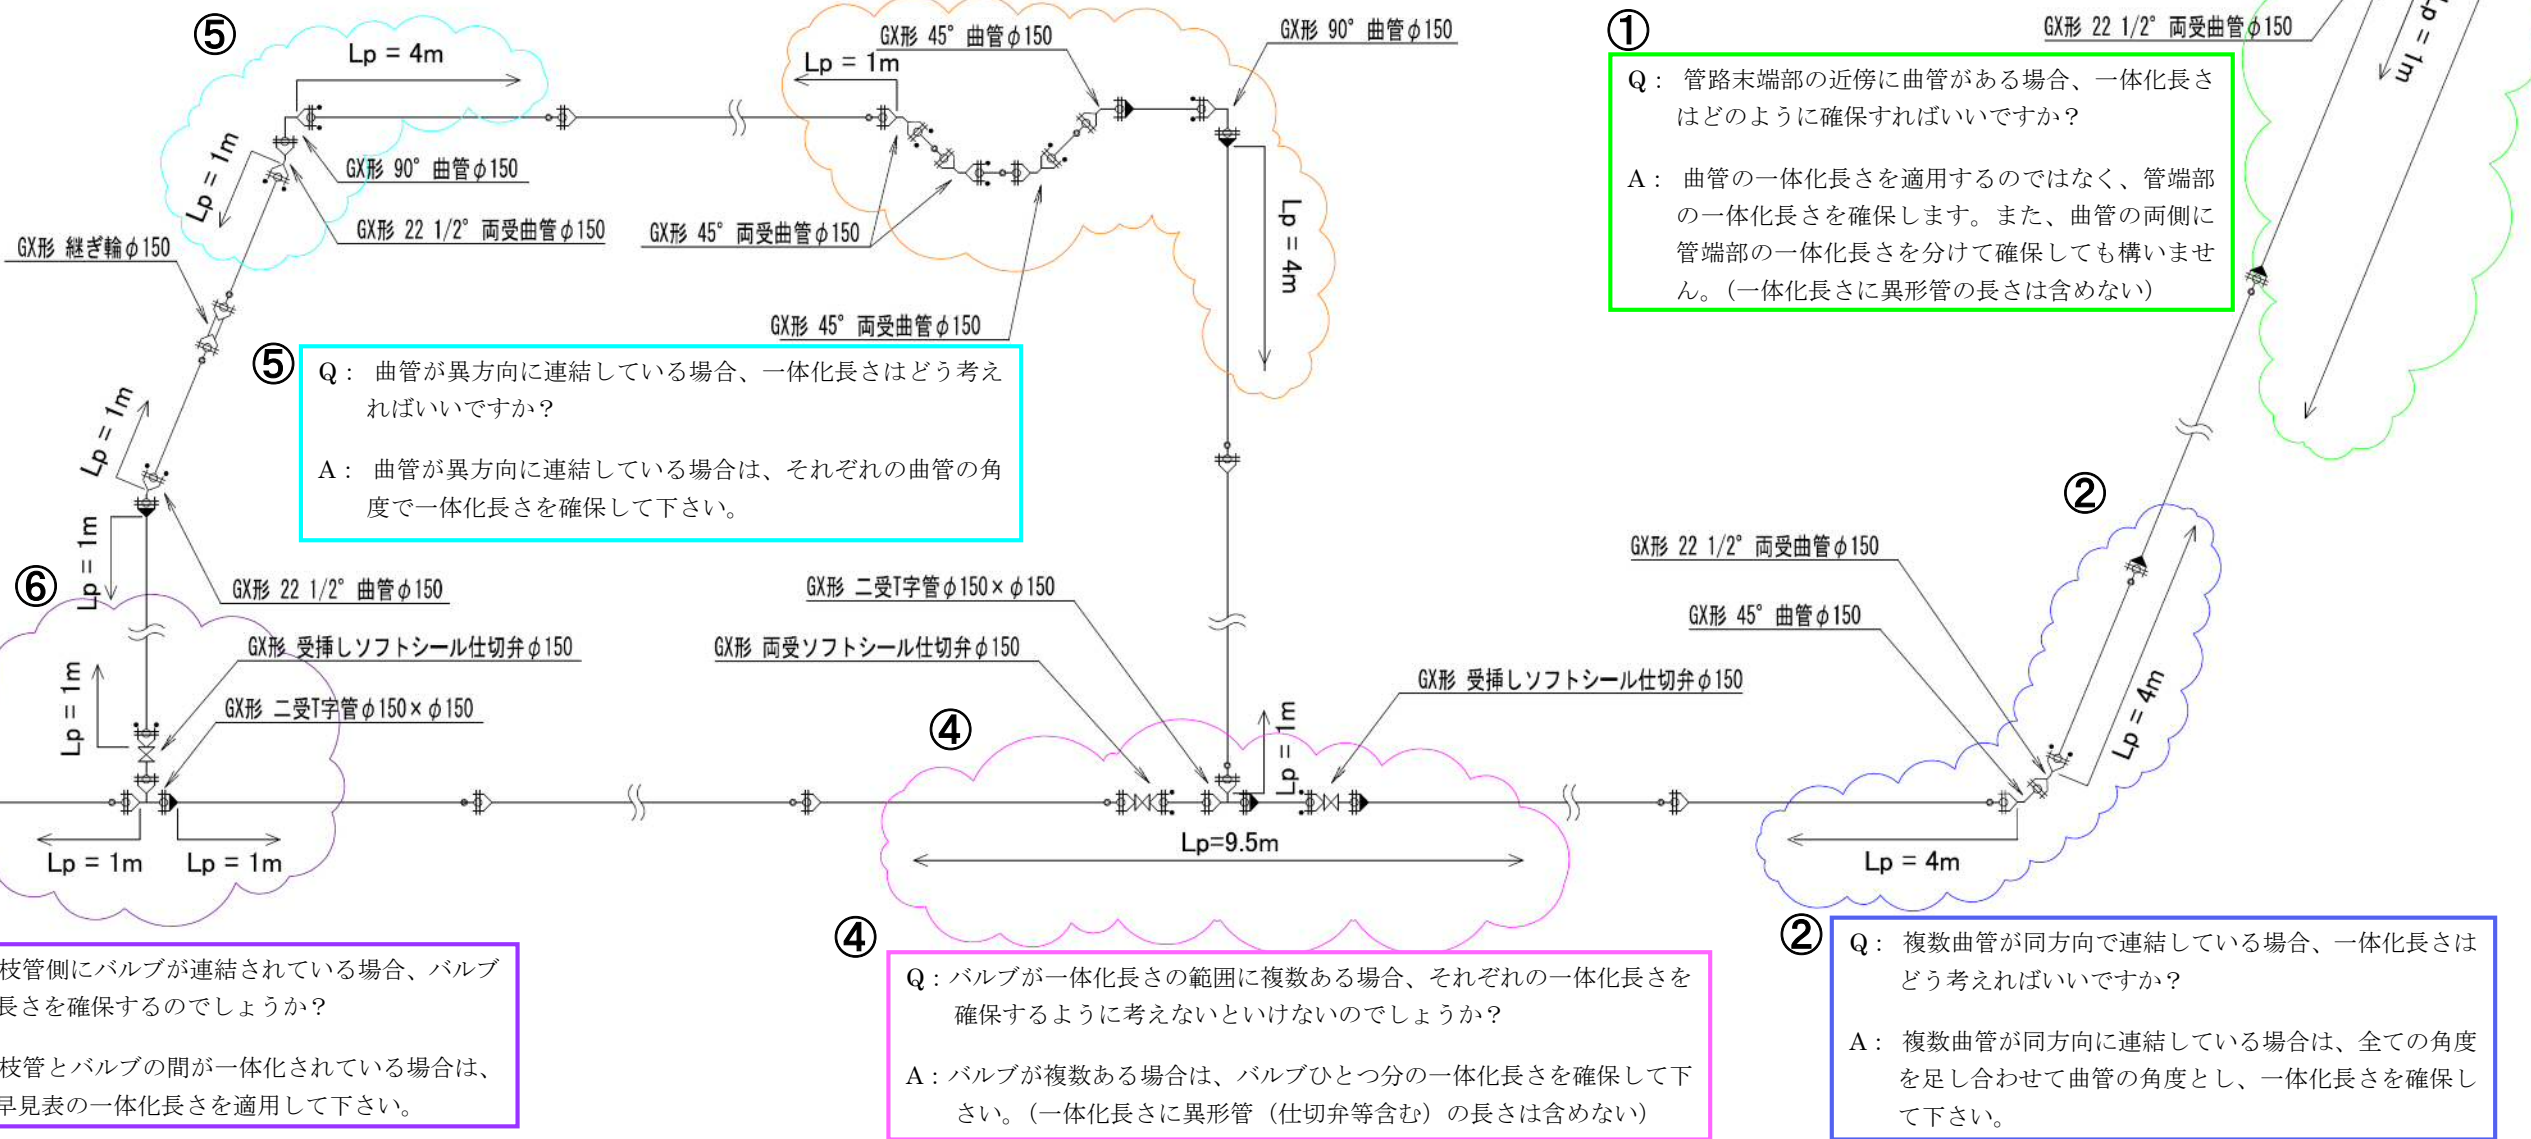 ⑤
Lp = 4m
Lp = 1m
GX形 90° 曲管φ150
GX形 22 1/2° 両受曲管φ150
GX形 継ぎ輪φ150
GX形 45° 曲管φ150
Lp = 1m
GX形 90° 曲管φ150
GX形 45° 両受曲管φ150
GX形 45° 両受曲管φ150
Lp = 4m
①
Q： 管路末端部の近傍に曲管がある場合、一体化長さ
はどのように確保すればいいですか？
A： 曲管の一体化長さを適用するのではなく、管端部
の一体化長さを確保します。また、曲管の両側に
管端部の一体化長さを分けて確保しても構いませ
ん。（一体化長さに異形管の長さは含めない）
GX形 22 1/2° 両受曲管φ150
Lp = 1m
⑤
Q： 曲管が異方向に連結している場合、一体化長さはどう考え
ればいいですか？
A： 曲管が異方向に連結している場合は、それぞれの曲管の角
度で一体化長さを確保して下さい。
Lp = 1m
Lp = 1m
GX形 22 1/2° 曲管φ150
⑥
GX形 受挿しソフトシール仕切弁φ150
Lp = 1m
GX形 二受T字管φ150×φ150
Lp = 1m
Lp = 1m
GX形 二受T字管φ150×φ150
GX形 両受ソフトシール仕切弁φ150
GX形 受挿しソフトシール仕切弁φ150
④
Lp = 1m
Lp=9.5m
②
GX形 22 1/2° 両受曲管φ150
GX形 45° 曲管φ150
Lp = 4m
Lp = 4m
枝管側にバルブが連結されている場合、バルブ
長さを確保するのでしょうか？
枝管とバルブの間が一体化されている場合は、
早見表の一体化長さを適用して下さい。
④
Q：バルブが一体化長さの範囲に複数ある場合、それぞれの一体化長さを
確保するように考えないといけないのでしょうか？
A：バルブが複数ある場合は、バルブひとつ分の一体化長さを確保して下
さい。（一体化長さに異形管（仕切弁等含む）の長さは含めない）
②
Q： 複数曲管が同方向で連結している場合、一体化長さは
どう考えればいいですか？
A： 複数曲管が同方向に連結している場合は、全ての角度
を足し合わせて曲管の角度とし、一体化長さを確保し
て下さい。